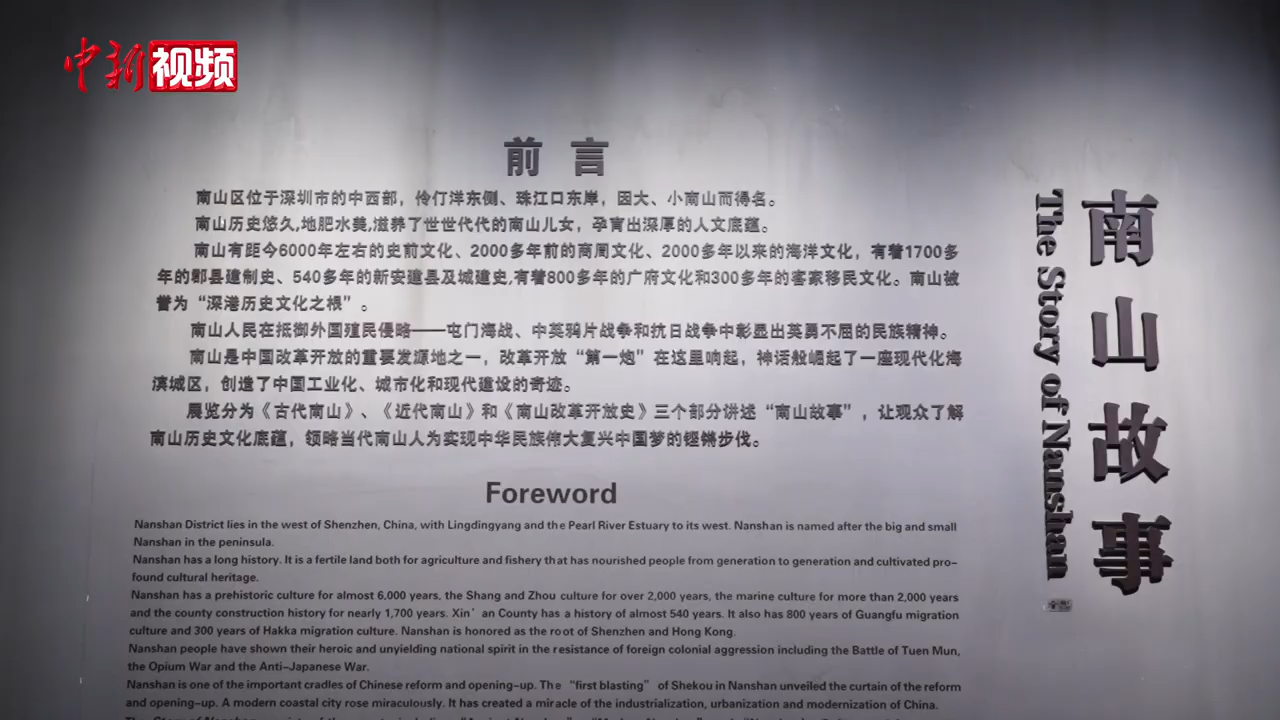 中新视频
前言
南山区位于深圳市的中西部，伶仃洋东侧、珠江口东岸，因大、小南山而得名。
南山历史悠久,地肥水美,滋养了世世代代的南山儿女，孕育出深厚的人文底蕴。
南山有距今6000年左右的史前文化、2000多年前的商周文化、2000多年以来的海洋文化，有着1700多
年的郡县建制史、540多年的新安建县及城建史,有着800多年的广府文化和300多年的客家移民文化。南山被
誉为“深港历史文化之根”。
南山人民在抵御外国殖民侵略——屯门海战、中英鸦片战争和抗日战争中彰显出英勇不屈的民族精神。
南山是中国改革开放的重要发源地之一，改革开放“第一炮”在这里响起，神话般崛起了一座现代化海
滨城区，创造了中国工业化、城市化和现代建设的奇迹。
展览分为《古代南山》、《近代南山》和《南山改革开放史》三个部分讲述“南山故事”，让观众了解
南山历史文化底蕴，领略当代南山人为实现中华民族伟大复兴中国梦的铿锵步伐。
Foreword
Nanshan District lies in the west of Shenzhen, China, with Lingdingyang and the Pearl River Estuary to its west. Nanshan is named after the big and small
Nanshan in the peninsula.
Nanshan has a long history. It is a fertile land both for agriculture and fishery that has nourished people from generation to generation and cultivated pro-
found cultural heritage.
Nanshan has a prehistoric culture for almost 6,000 years, the Shang and Zhou culture for over 2,000 years, the marine culture for more than 2,000 years
and the county construction history for nearly 1,700 years. Xin'an County has a history of almost 540 years. It also has 800 years of Guangfu migration
culture and 300 years of Hakka migration culture. Nanshan is honored as the root of Shenzhen and Hong Kong.
Nanshan people have shown their heroic and unyielding national spirit in the resistance of foreign colonial aggression including the Battle of Tuen Mun,
the Opium War and the Anti-Japanese War.
Nanshan is one of the important cradles of Chinese reform and opening-up. The “first blasting” of Shekou in Nanshan unveiled the curtain of the reform
and opening-up. A modern coastal city rose miraculously. It has created a miracle of the industrialization, urbanization and modernization of China.
南山故事
The Story of Nanshan